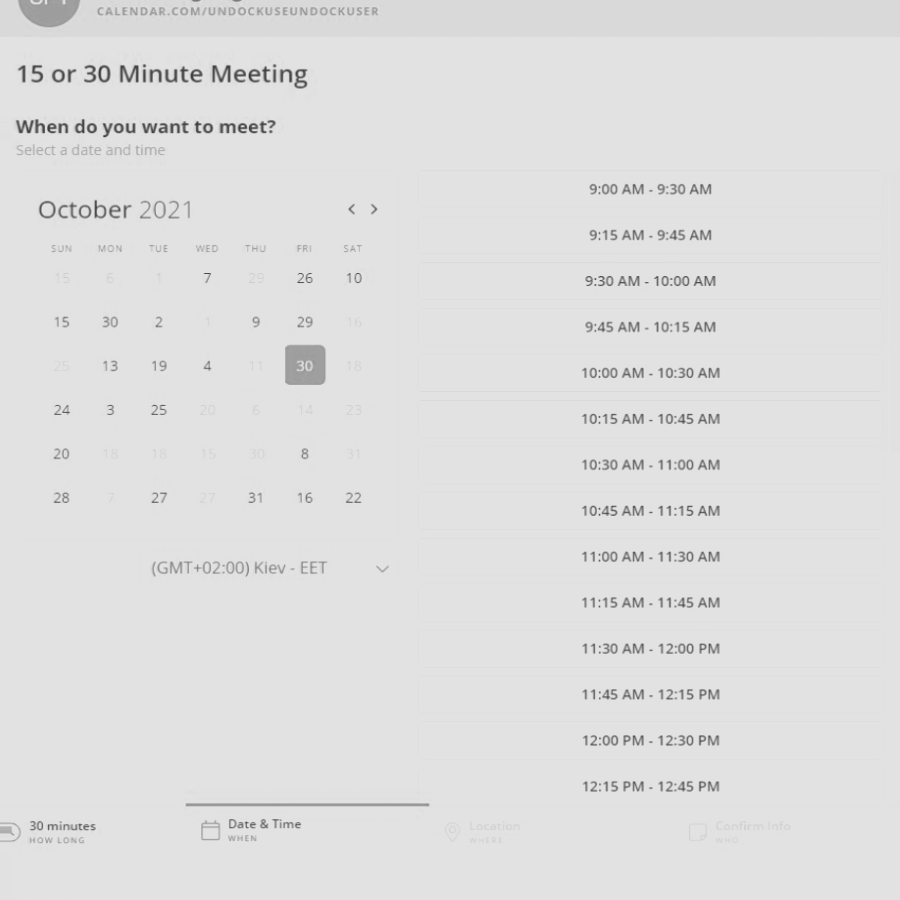 CALENDAR.COM/UNDOCKUSEUNDOCKUSER
15 or 30 Minute Meeting
When do you want to meet?
Select a date and time
October 2021
SUN MON TUE WED THU FRI SAT
15 6 1 7 29 26 10
15 30 2 1 9 29 16
25 13 19 4 11 30 18
24 3 25 20 6 14 23
20 18 18 15 30 8 31
28 7 27 27 31 16 22
(GMT+02:00) Kiev - EET
9:00 AM - 9:30 AM
9:15 AM - 9:45 AM
9:30 AM - 10:00 AM
9:45 AM - 10:15 AM
10:00 AM - 10:30 AM
10:15 AM - 10:45 AM
10:30 AM - 11:00 AM
10:45 AM - 11:15 AM
11:00 AM - 11:30 AM
11:15 AM - 11:45 AM
11:30 AM - 12:00 PM
11:45 AM - 12:15 PM
12:00 PM - 12:30 PM
12:15 PM - 12:45 PM
30 minutes
HOW LONG
Date & Time
WHEN
Location
WHERE
Confirm Info
WHO